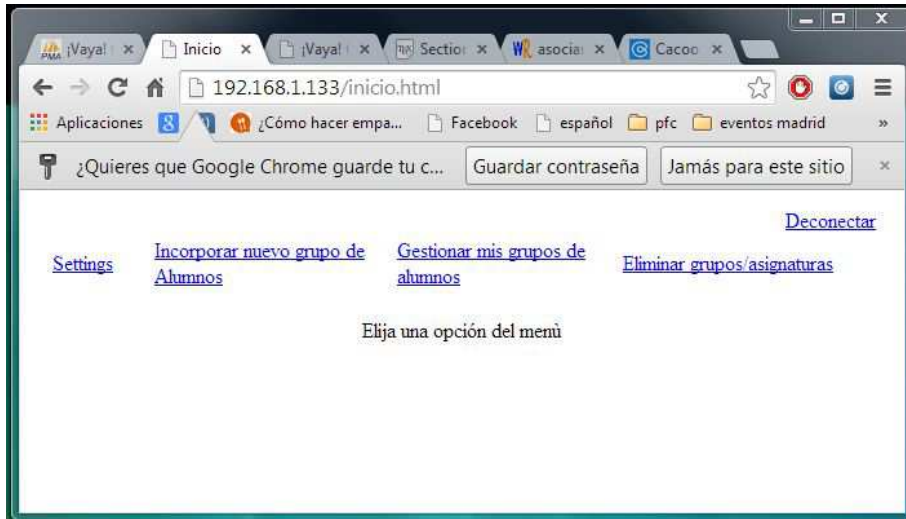 ¡Vaya!
Inicio
¡Vaya!
Section
asocia
Cacoo
192.168.1.133/inicio.html
Aplicaciones
¿Cómo hacer empa...
Facebook
español
pfc
eventos madrid
»
¿Quieres que Google Chrome guarde tu c...
Guardar contraseña
Jamás para este sitio
Deconectar
Settings
Incorporar nuevo grupo de
Alumnos
Gestionar mis grupos de
alumnos
Eliminar grupos/asignaturas
Elija una opción del menù